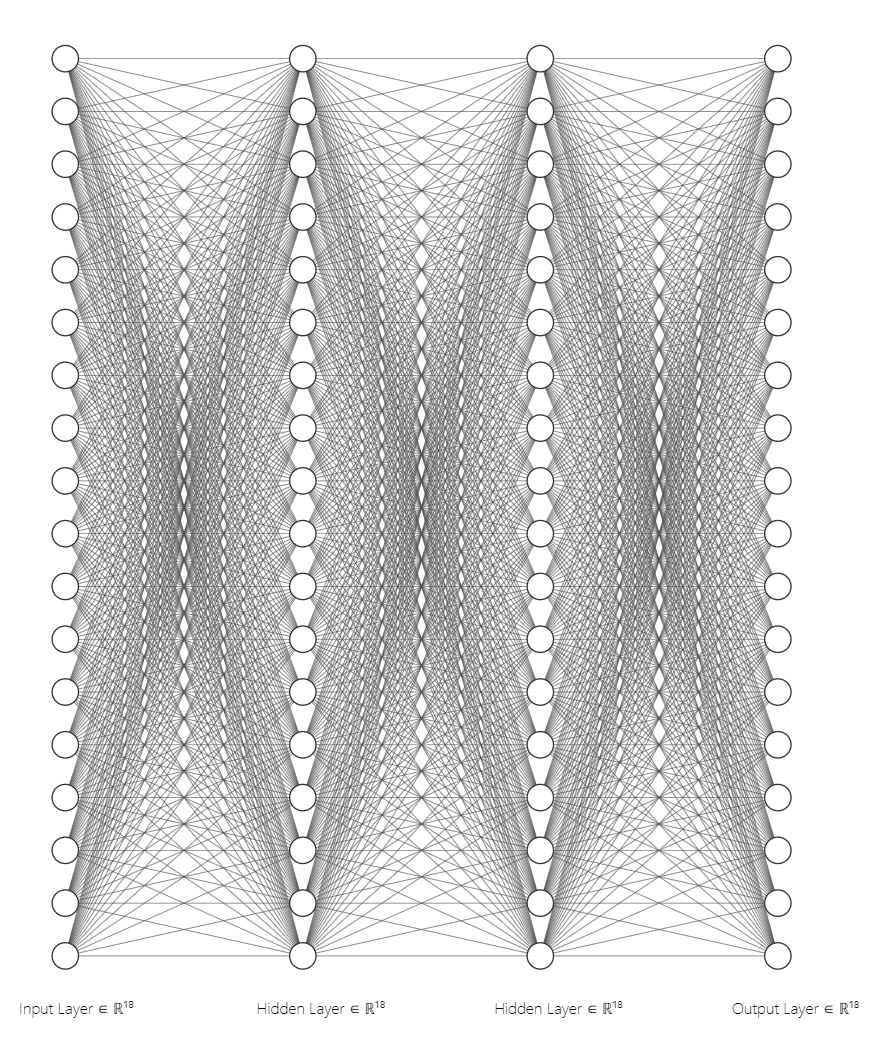 Input Layer ∈ ℝ¹⁸
Hidden Layer ∈ ℝ¹⁸
Hidden Layer ∈ ℝ¹⁸
Output Layer ∈ ℝ¹⁸